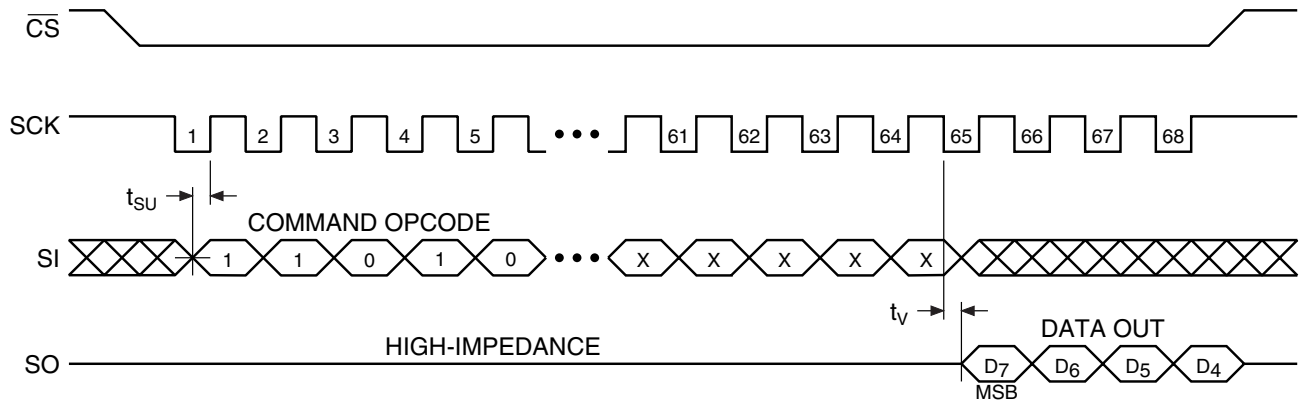 CS
SCK 1 2 3 4 5 ••• 61 62 63 64 65 66 67 68
tSU
COMMAND OPCODE
SI 1 1 0 1 0 ••• X X X X X
tV
DATA OUT
HIGH-IMPEDANCE
SO D7 D6 D5 D4
MSB